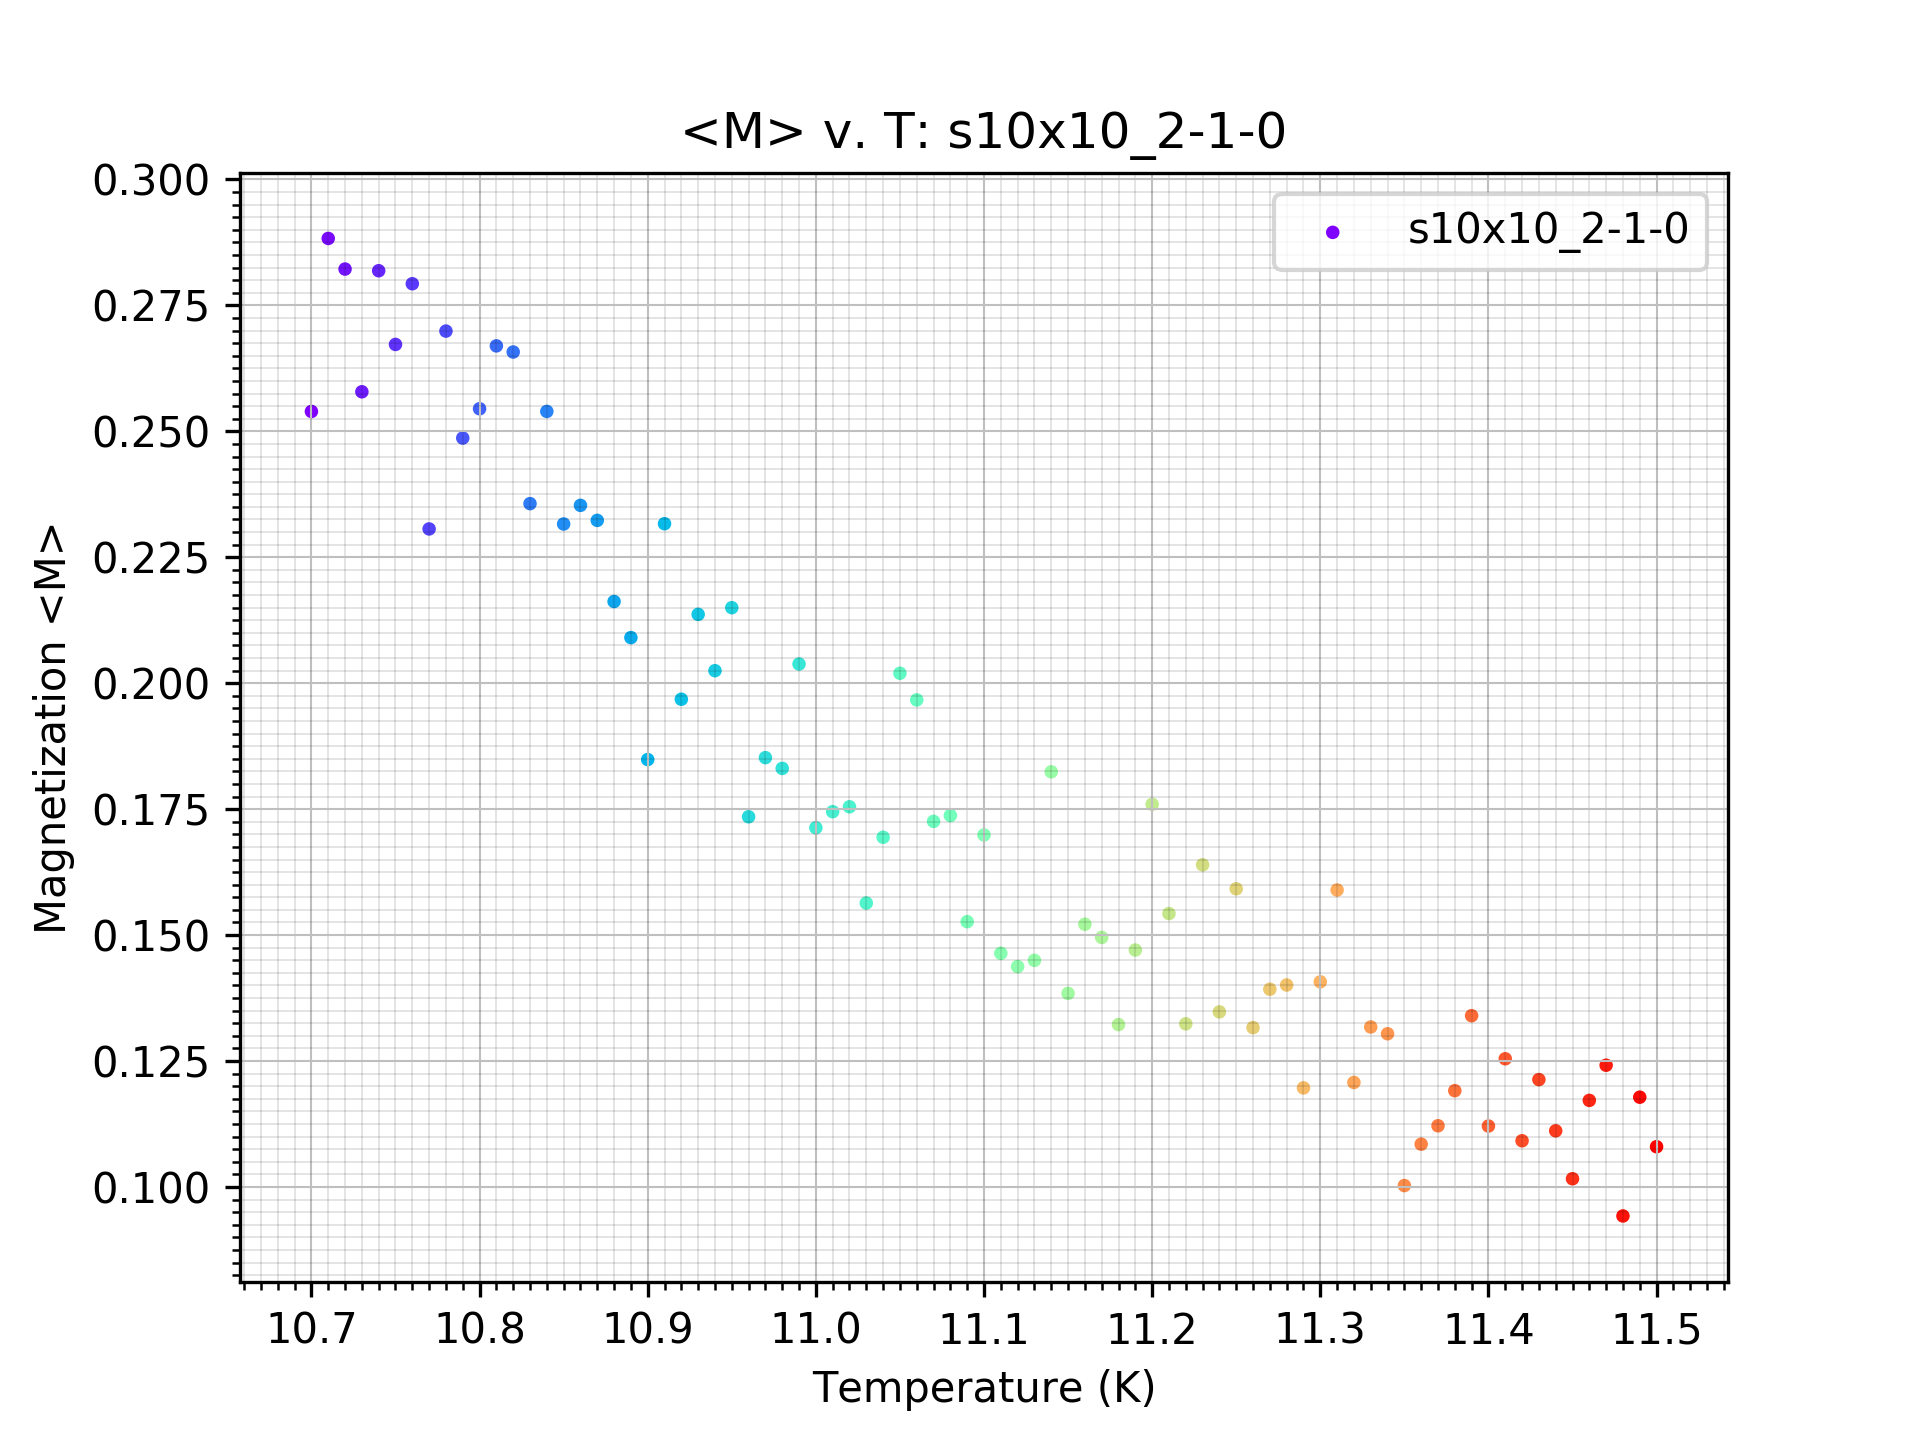 <M> v. T: s10x10_2-1-0
s10x10_2-1-0
Magnetization <M>
0.300
0.275
0.250
0.225
0.200
0.175
0.150
0.125
0.100
10.7 10.8 10.9 11.0 11.1 11.2 11.3 11.4 11.5
Temperature (K)